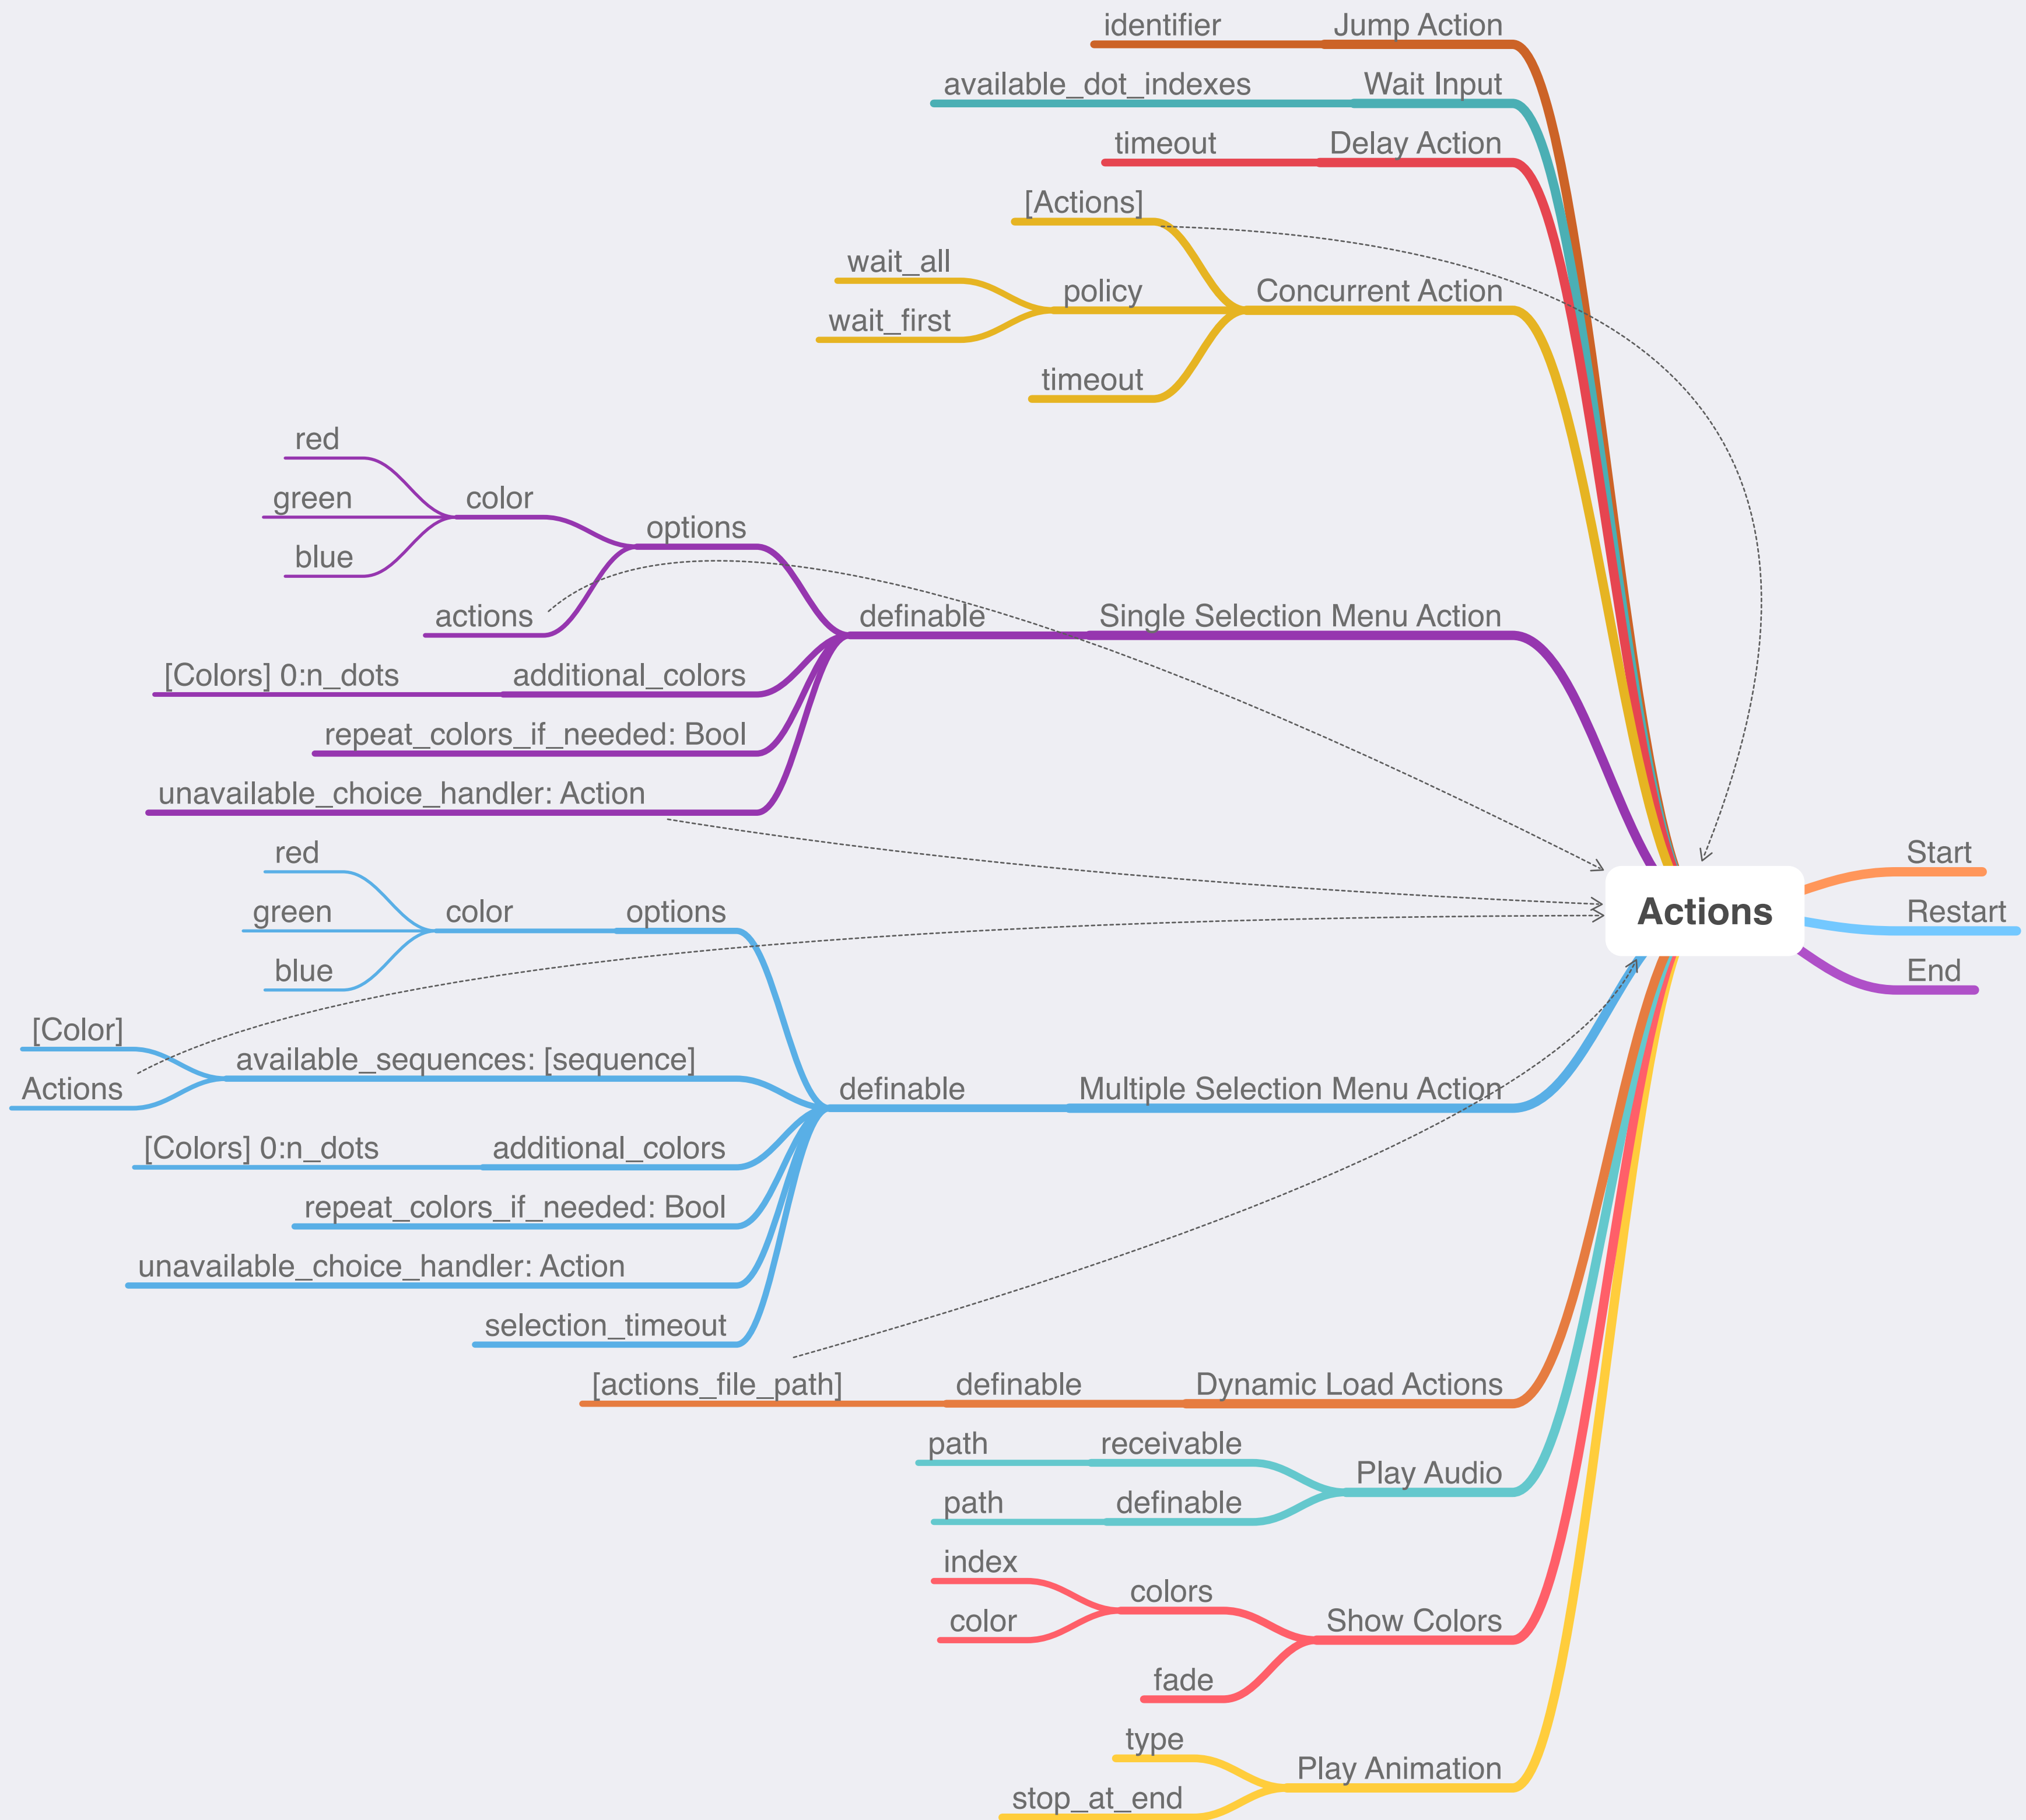 identifier
Jump Action
available_dot_indexes
Wait Input
timeout
Delay Action
[Actions]
wait_all
policy
Concurrent Action
wait_first
timeout
red
green
color
options
blue
actions
definable
Single Selection Menu Action
[Colors] 0:n_dots
additional_colors
repeat_colors_if_needed: Bool
unavailable_choice_handler: Action
red
green
color
options
blue
[Color]
available_sequences: [sequence]
Actions
definable
Multiple Selection Menu Action
[Colors] 0:n_dots
additional_colors
repeat_colors_if_needed: Bool
unavailable_choice_handler: Action
selection_timeout
[actions_file_path]
definable
Dynamic Load Actions
path
receivable
Play Audio
path
definable
index
colors
color
Show Colors
fade
type
Play Animation
stop_at_end
Actions
Start
Restart
End